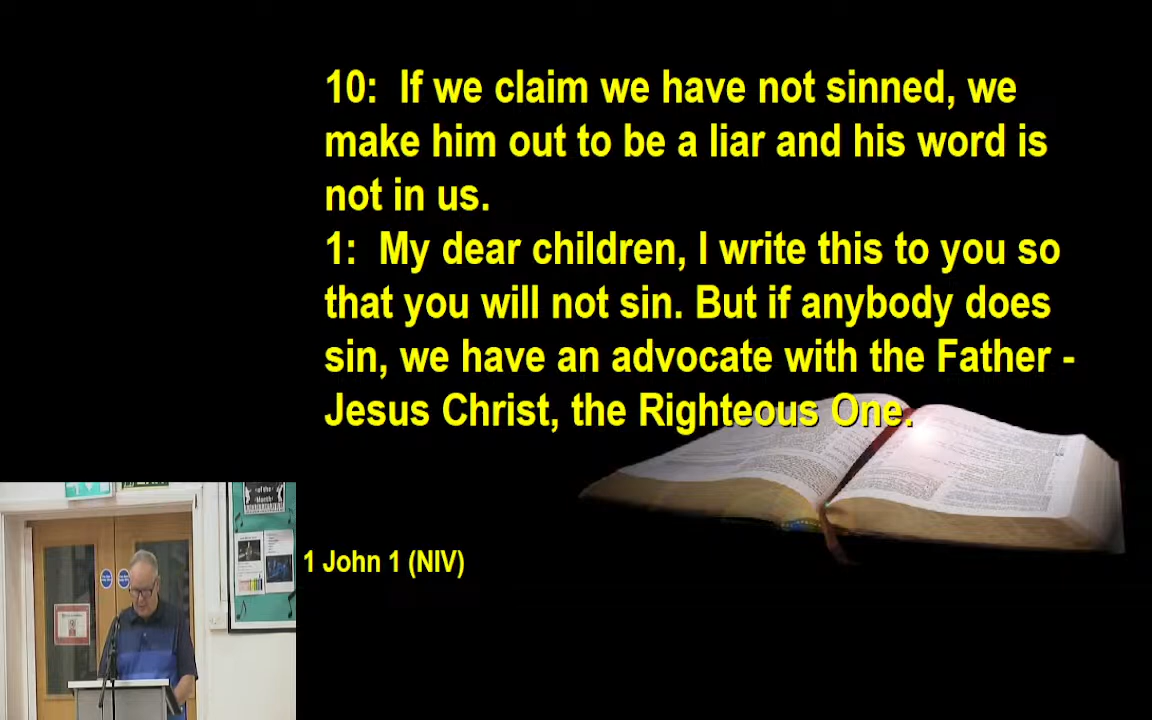 10:  If we claim we have not sinned, we
make him out to be a liar and his word is
not in us.
1:  My dear children, I write this to you so
that you will not sin. But if anybody does
sin, we have an advocate with the Father -
Jesus Christ, the Righteous One.
1 John 1 (NIV)
of the
Month